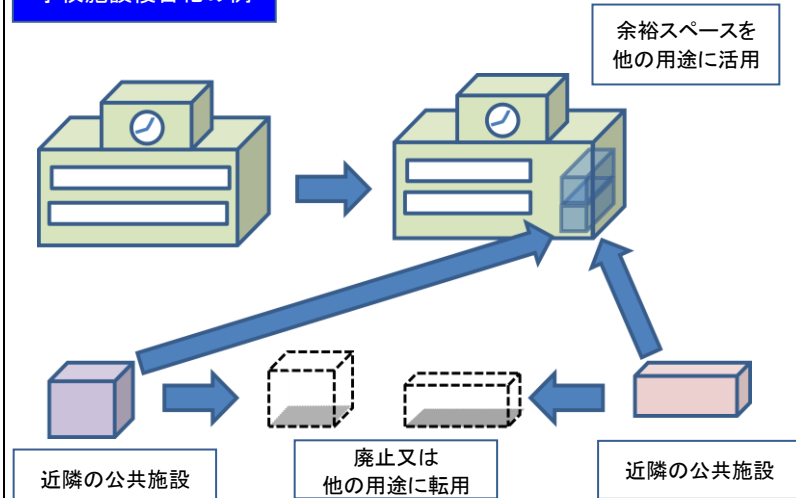 余裕スペースを
他の用途に活用
近隣の公共施設
廃止又は
他の用途に転用
近隣の公共施設